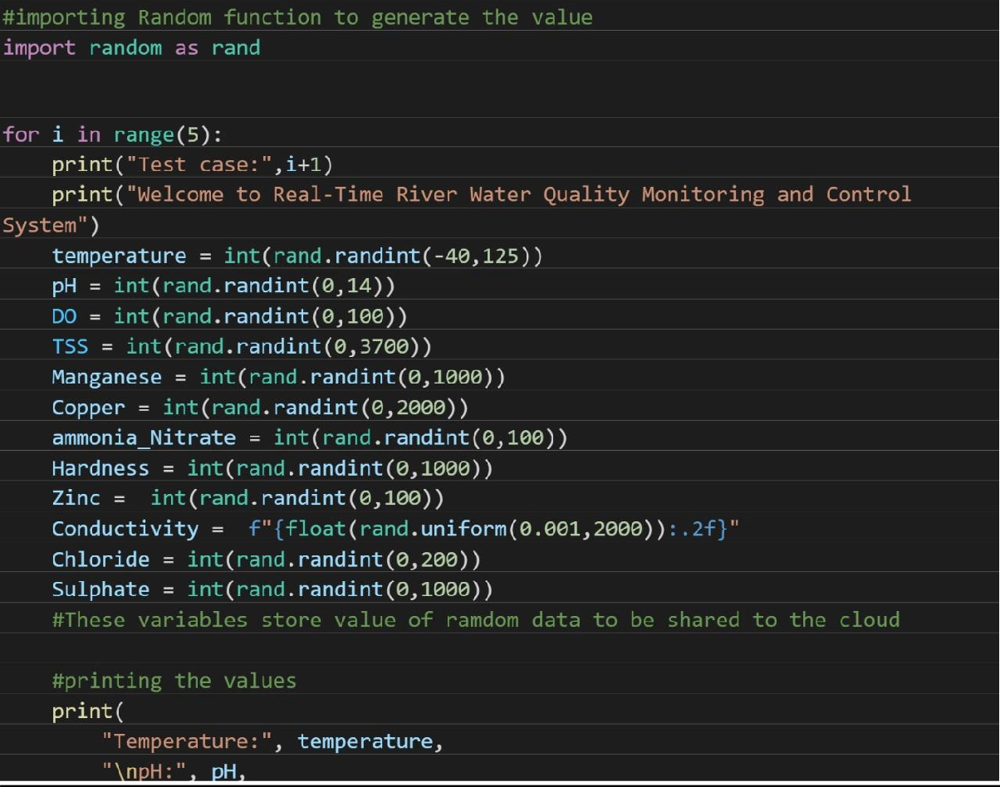 #importing Random function to generate the value
import random as rand
for i in range(5):
    print("Test case:",i+1)
    print("Welcome to Real-Time River Water Quality Monitoring and Control
System")
    temperature = int(rand.randint(-40,125))
    pH = int(rand.randint(0,14))
    DO = int(rand.randint(0,100))
    TSS = int(rand.randint(0,3700))
    Manganese = int(rand.randint(0,1000))
    Copper = int(rand.randint(0,2000))
    ammonia_Nitrate = int(rand.randint(0,100))
    Hardness = int(rand.randint(0,1000))
    Zinc =  int(rand.randint(0,100))
    Conductivity =  f"{float(rand.uniform(0.001,2000)):.2f}"
    Chloride = int(rand.randint(0,200))
    Sulphate = int(rand.randint(0,1000))
    #These variables store value of ramdom data to be shared to the cloud
    #printing the values
    print(
        "Temperature:", temperature,
        "\npH:", pH,